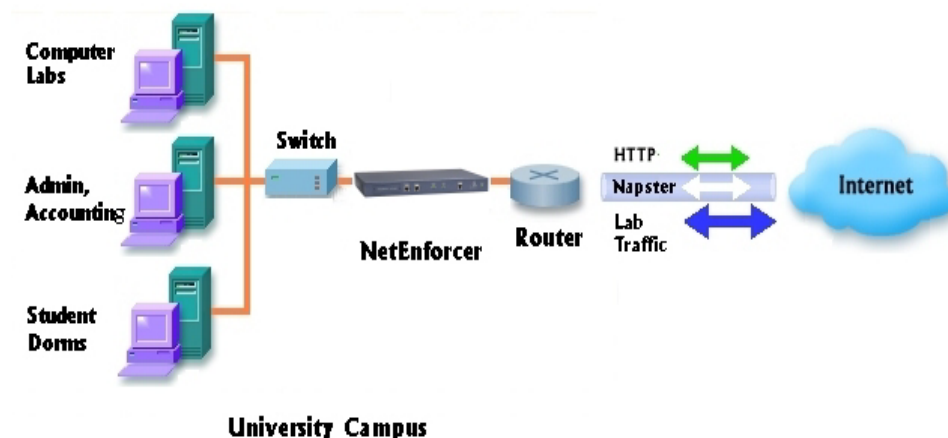 Computer
Labs
Switch
HTTP
Admin,
Accounting
Napster
Internet
NetEnforcer
Router
Lab
Traffic
Student
Dorms
University Campus